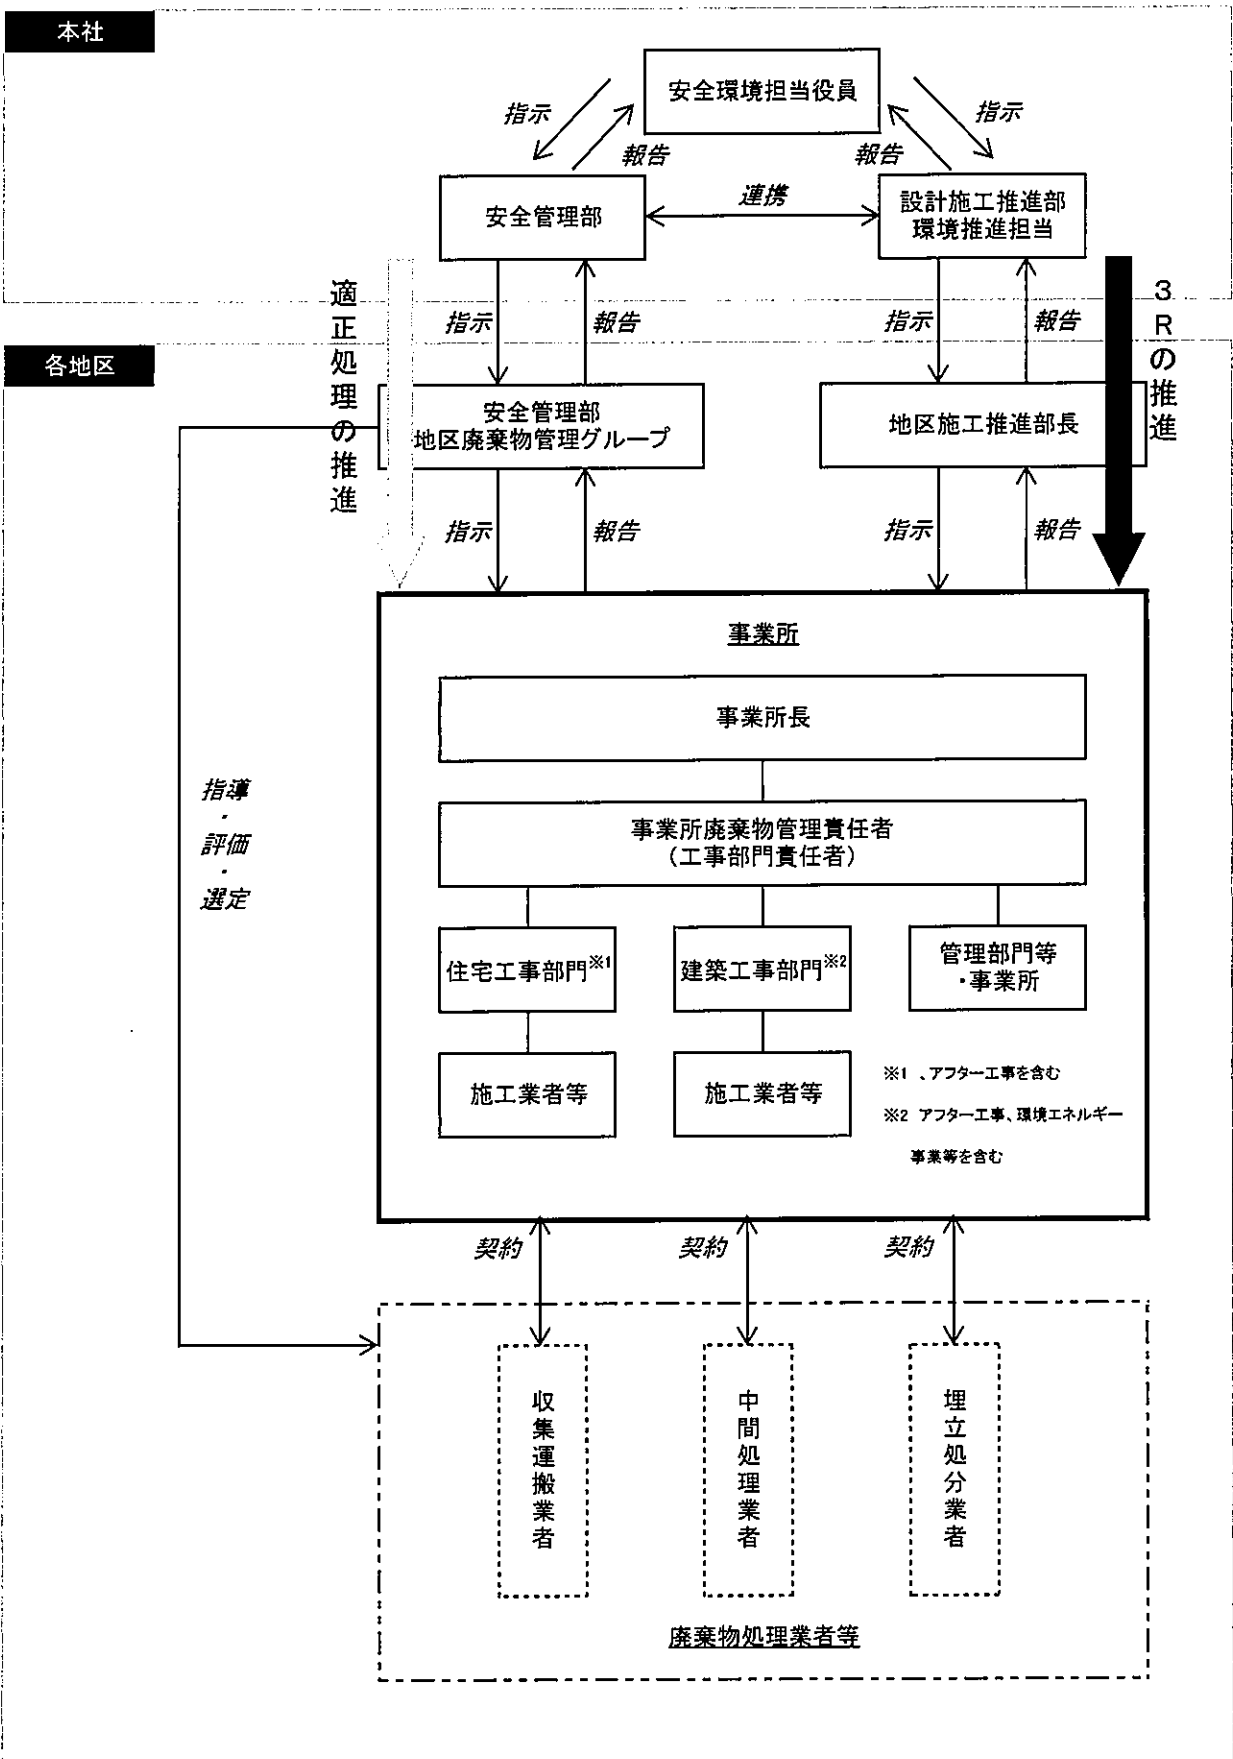 本社
安全環境担当役員
指示
報告
報告
指示
連携
安全管理部
設計施工推進部
環境推進担当
適正処理の推進
3Rの推進
指示
報告
指示
報告
各地区
安全管理部
地区廃棄物管理グループ
地区施工推進部長
指示
報告
指示
報告
事業所
事業所長
事業所廃棄物管理責任者
(工事部門責任者)
指導
・
評価
・
選定
住宅工事部門※1
建築工事部門※2
管理部門等
・事業所
施工業者等
施工業者等
※1 、アフター工事を含む
※2 アフター工事、環境エネルギー
事業等を含む
契約
契約
契約
収集運搬業者
中間処理業者
埋立処分業者
廃棄物処理業者等